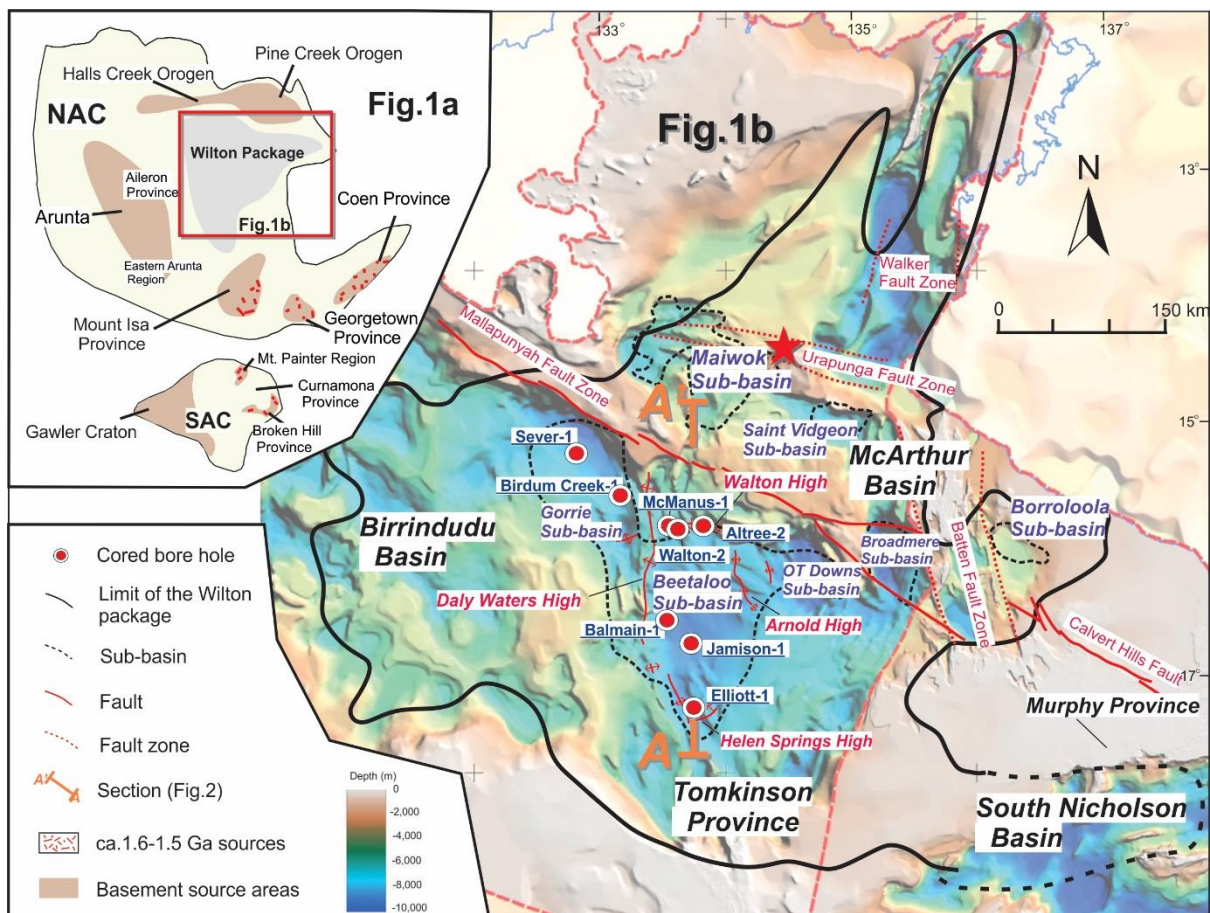 Pine Creek Orogen
Halls Creek Orogen
NAC
Fig.1a
Wilton Package
Aileron
Province
Arunta
Fig.1b
Coen Province
Eastern Arunta
Region
Mount Isa
Province
Georgetown
Province
Mt. Painter Region
Curnamona
Province
SAC
Gawler Craton
Broken Hill
Province
133°
135°
137°
Fig.1b
13°
N
Walker
Fault Zone
0 150 km
Mallapunyah Fault Zone
Urapunga Fault Zone
Maiwok
Sub-basin
A'
15°
Saint Vidgeon
Sub-basin
McArthur
Basin
Sever-1
Birdum Creek-1
McManus-1
Walton High
Gorrie
Sub-basin
Altree-2
Walton-2
Borroloola
Sub-basin
Birrindudu
Basin
Broadmere
Sub-basin
Batten Fault Zone
OT Downs
Sub-basin
Beetaloo
Sub-basin
Daly Waters High
Arnold High
Balmain-1
Jamison-1
Calvert Hills Fault
17°
Elliott-1
Murphy Province
Helen Springs High
A
Tomkinson
Province
South Nicholson
Basin
Cored bore hole
Limit of the Wilton
package
Sub-basin
Fault
Fault zone
A' A Section (Fig.2)
ca.1.6-1.5 Ga sources
Basement source areas
Depth (m)
0
-2,000
-4,000
-6,000
-8,000
-10,000